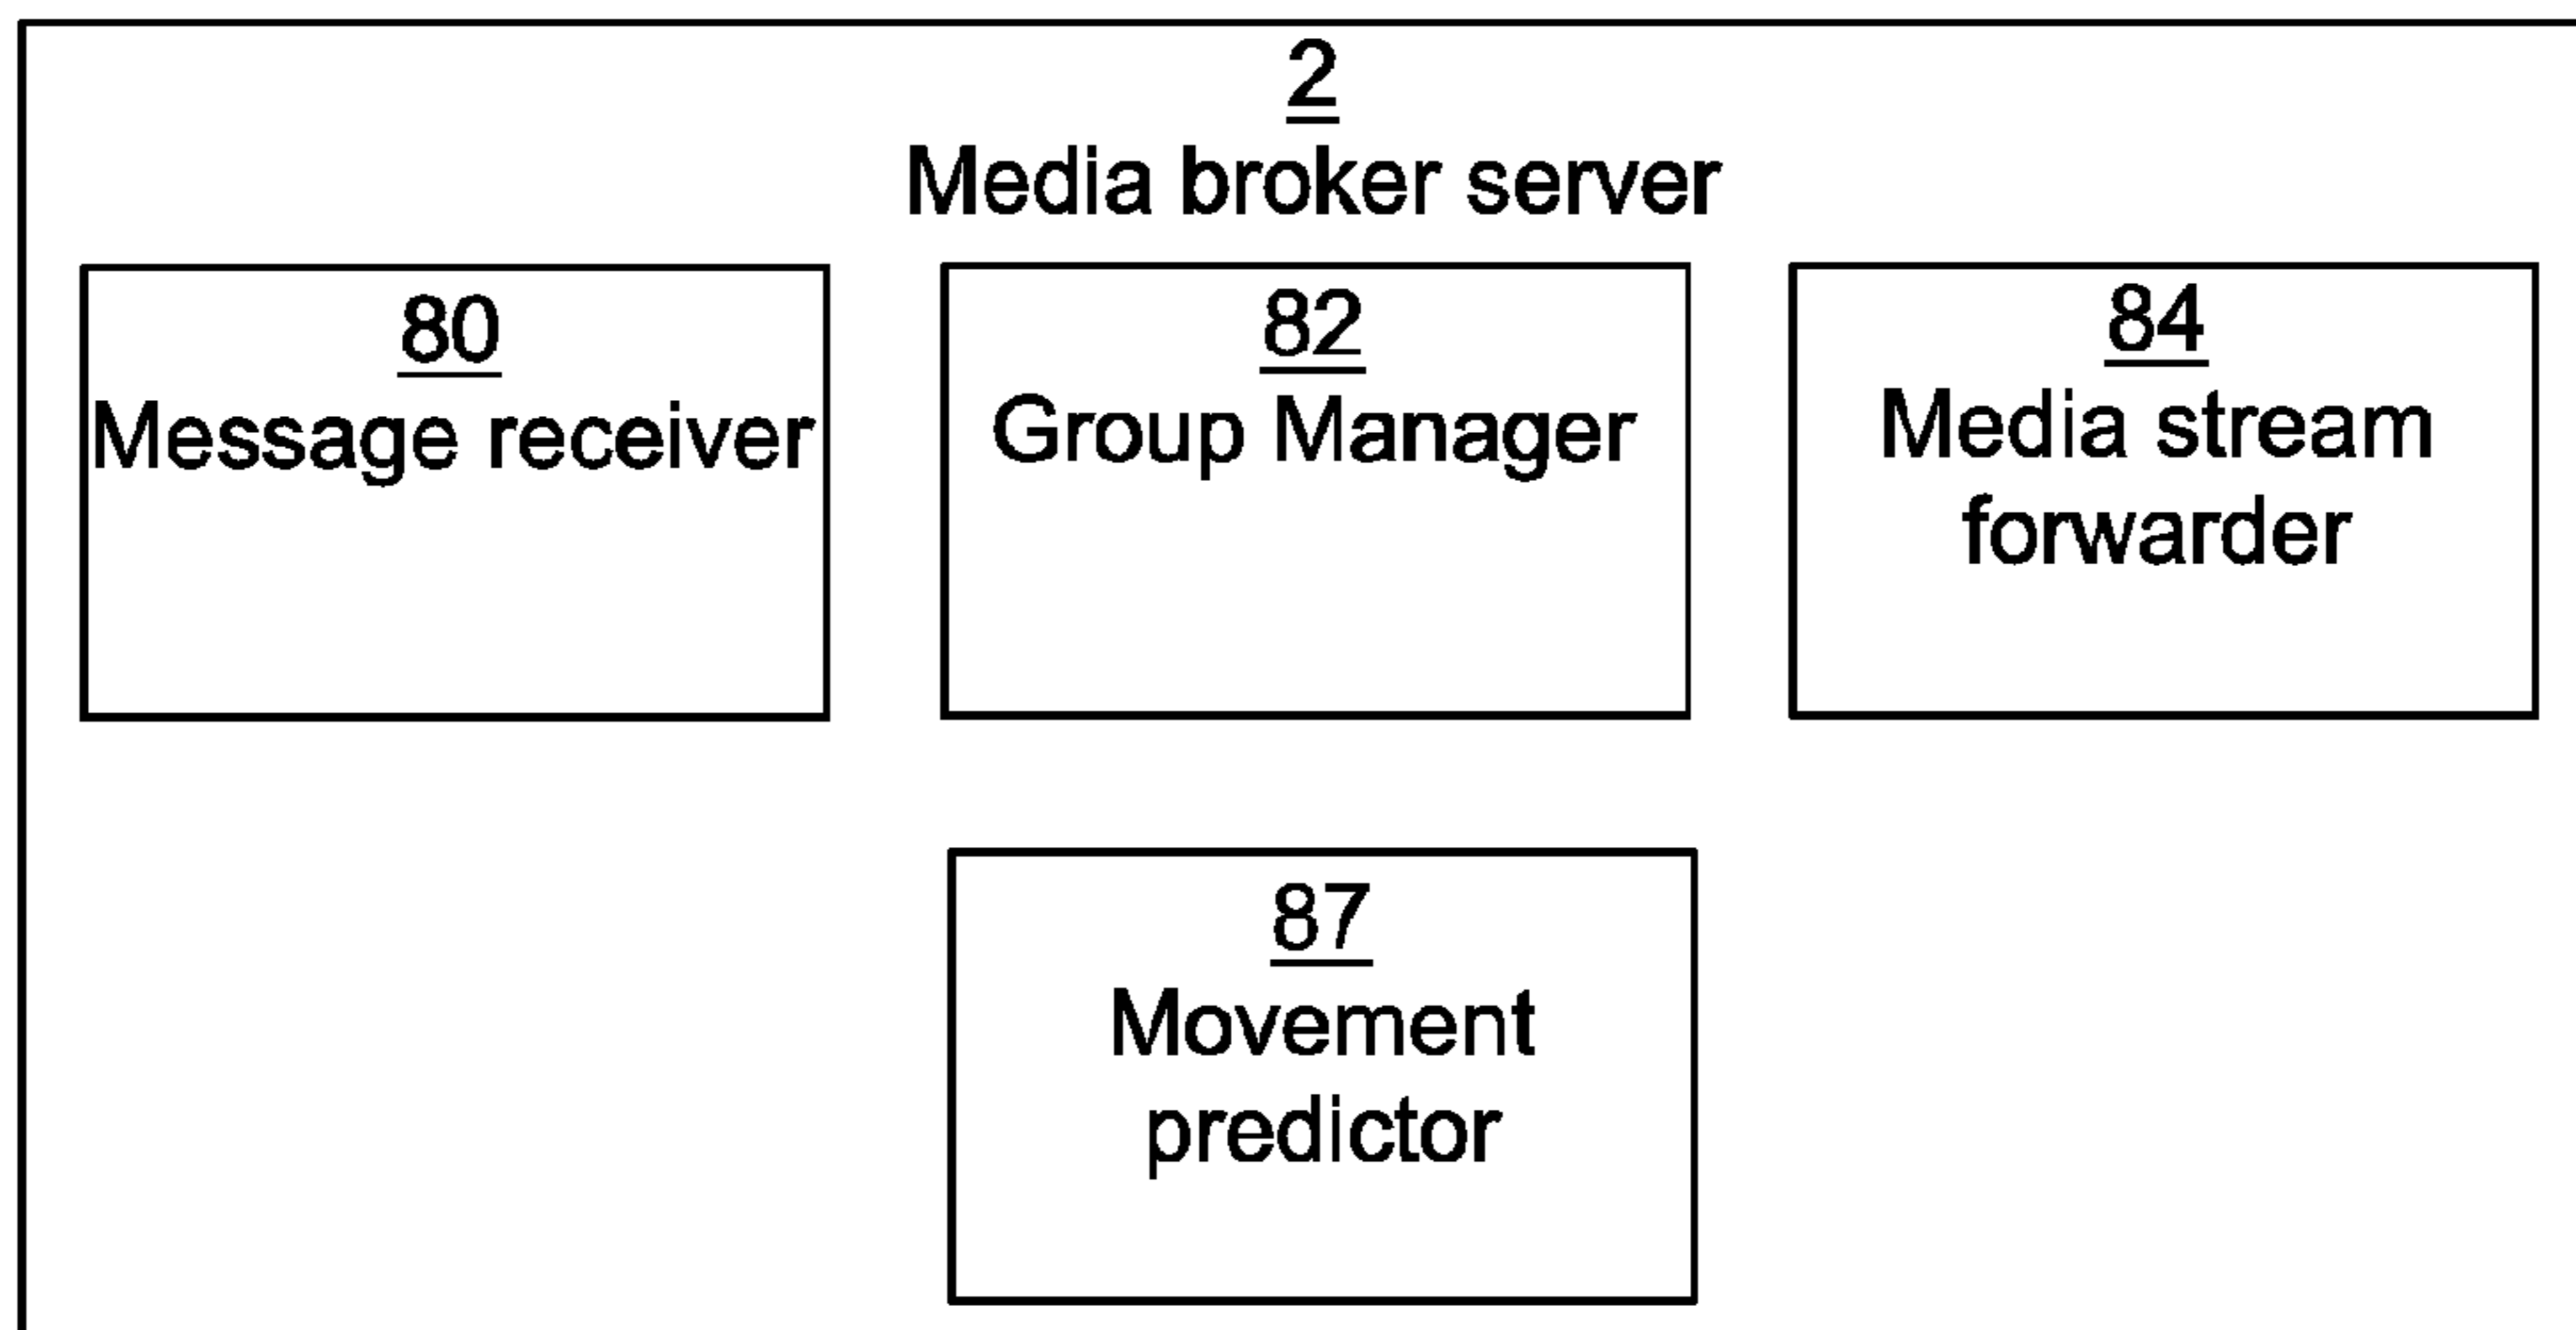 2
Media broker server
80
Message receiver
82
Group Manager
84
Media stream
forwarder
87
Movement
predictor